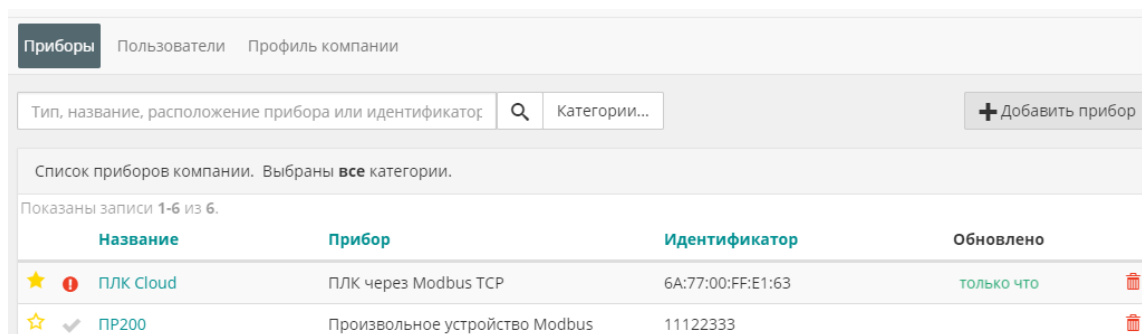 Приборы Пользователи Профиль компании
Тип, название, расположение прибора или идентификатор Категории... Добавить прибор
Список приборов компании. Выбраны все категории.
Показаны записи 1-6 из 6.
Название Прибор Идентификатор Обновлено
ПЛК Cloud ПЛК через Modbus TCP 6A:77:00:FF:E1:63 только что
ПР200 Произвольное устройство Modbus 11122333